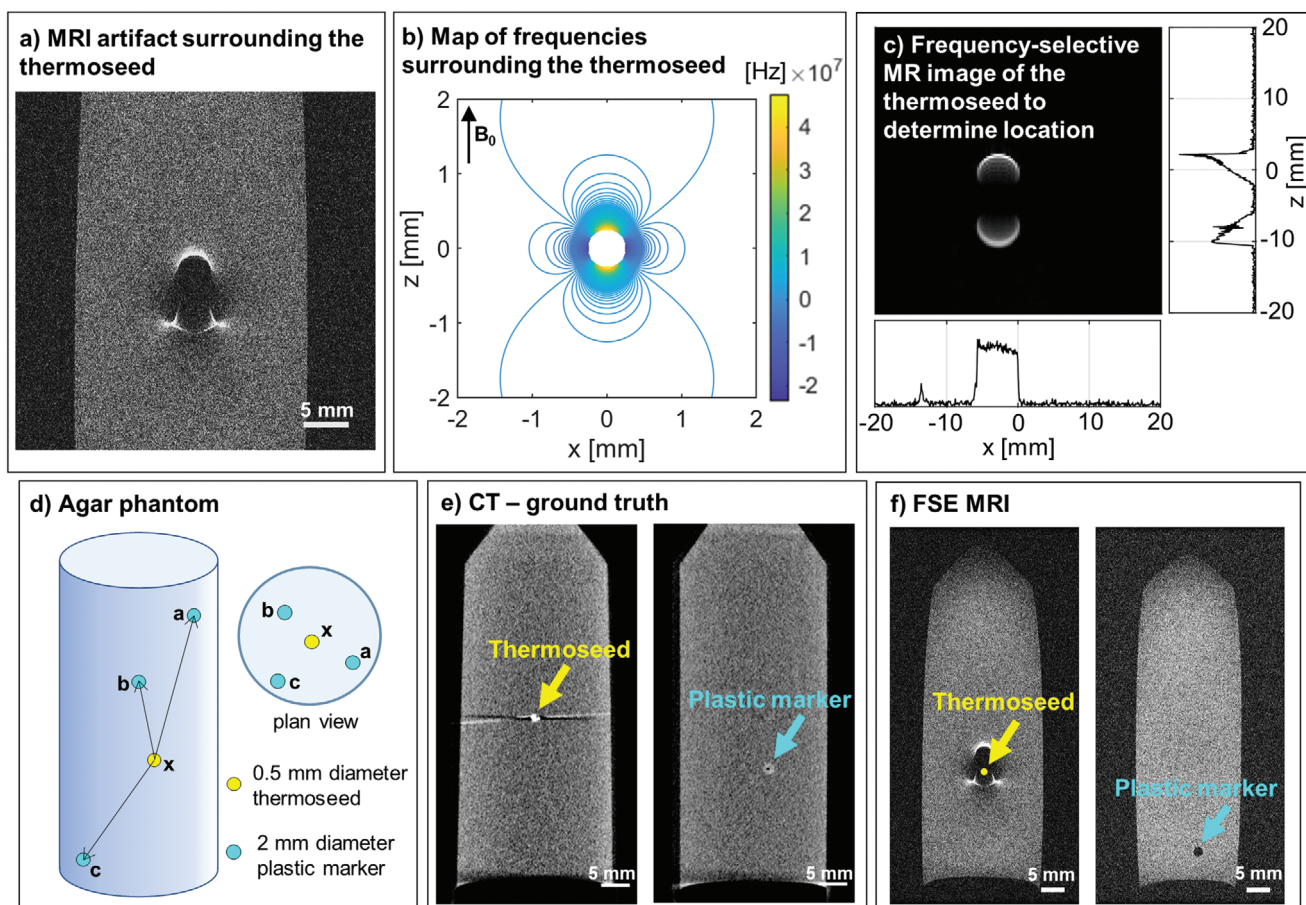 a) MRI artifact surrounding the
thermoseed
5 mm
b) Map of frequencies
surrounding the thermoseed
[Hz] ×10⁷
B₀
z [mm]
2
1
0
-1
-2
-2 -1 0 1 2
x [mm]
4
3
2
1
0
-1
-2
c) Frequency-selective
MR image of the
thermoseed to
determine location
20
10
0
-10
-20
z [mm]
-20 -10 0 10 20
x [mm]
d) Agar phantom
a
b
x
c
b
x
a
c
plan view
0.5 mm diameter
thermoseed
2 mm diameter
plastic marker
e) CT – ground truth
Thermoseed
5 mm
Plastic marker
5 mm
f) FSE MRI
Thermoseed
5 mm
Plastic marker
5 mm